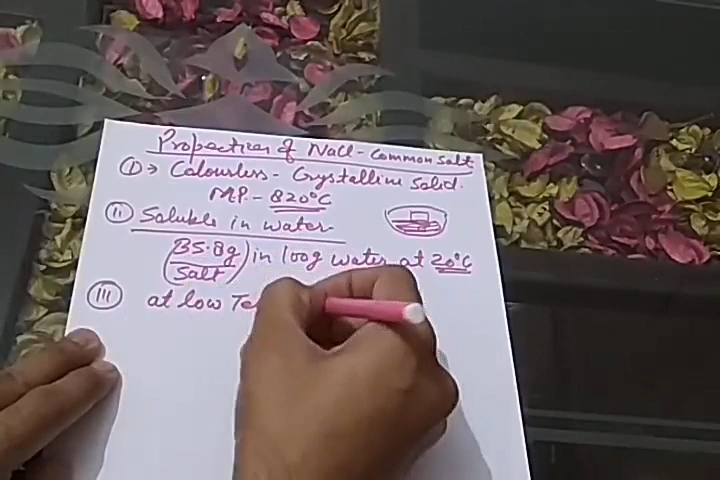 Properties of NaCl - Common Salt
(i) → Colourless - Crystalline Solid.
M.P. - 820°C
(ii) Soluble in water
(35.8g Salt) in 100g water at 20°C
(iii) at low Te